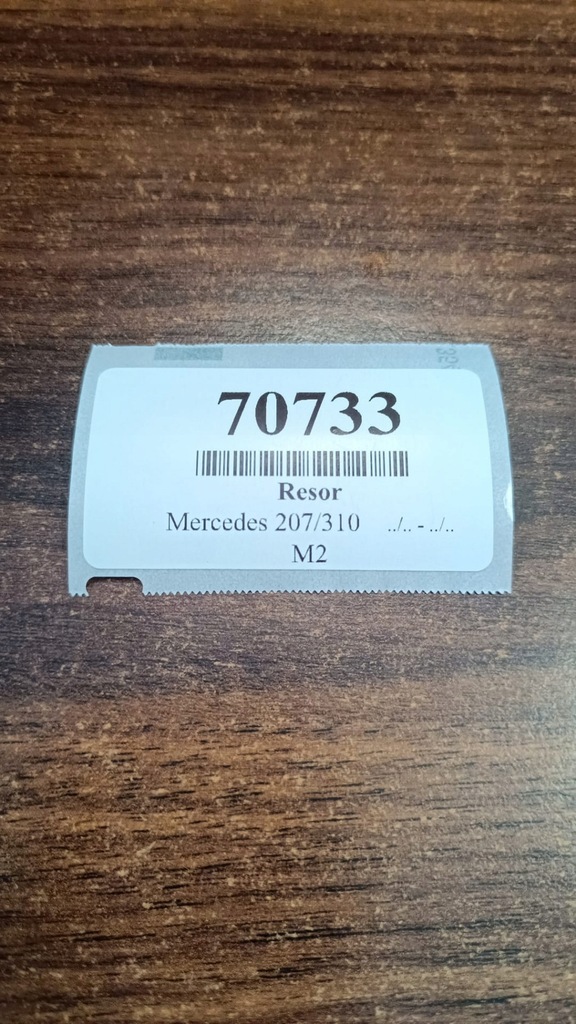 70733
Resor
Mercedes 207/310 ../.. - ../..
M2